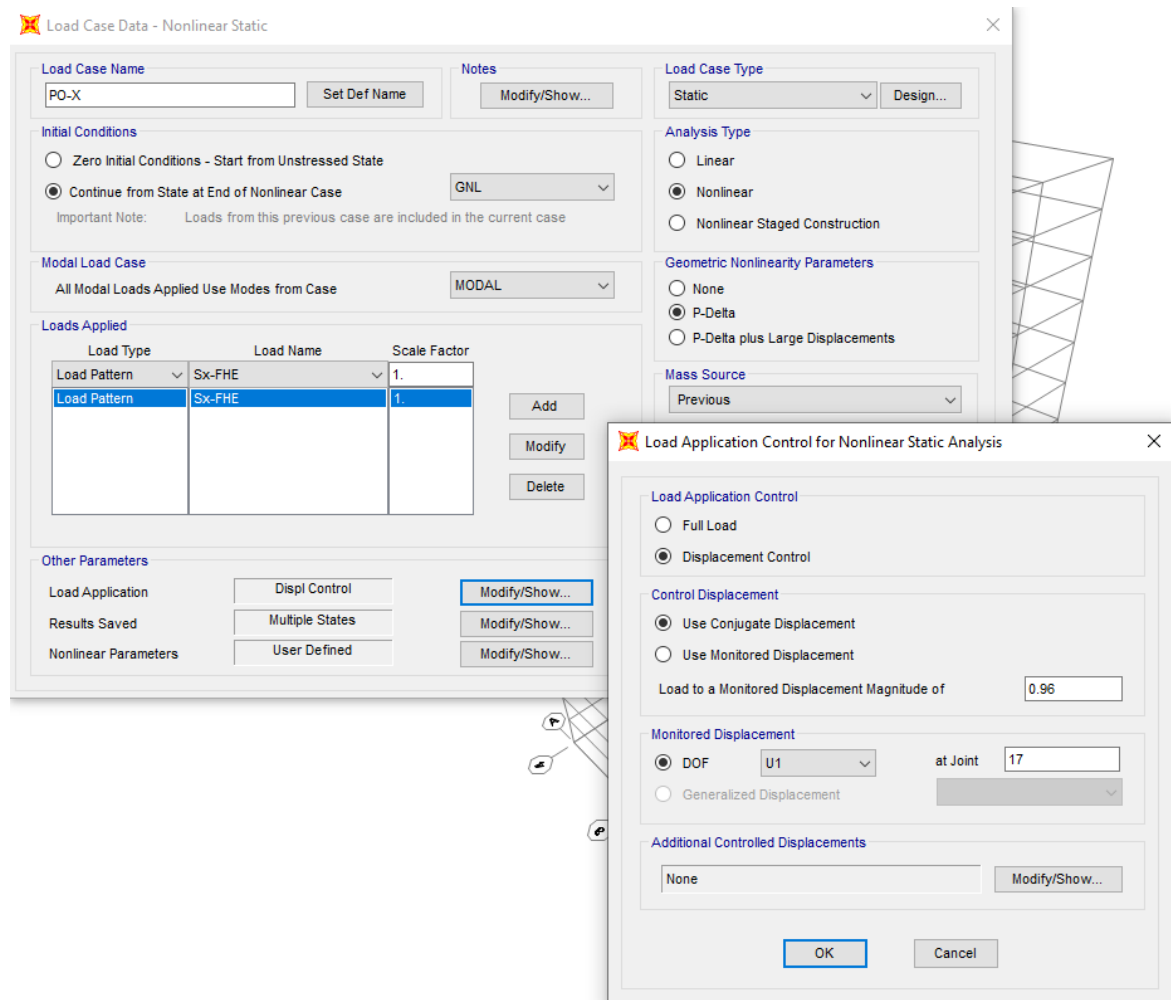 Load Case Data - Nonlinear Static
Load Case Name
PO-X
Set Def Name
Notes
Modify/Show...
Load Case Type
Static
Design...
Initial Conditions
Zero Initial Conditions - Start from Unstressed State
Continue from State at End of Nonlinear Case
GNL
Important Note: Loads from this previous case are included in the current case
Analysis Type
Linear
Nonlinear
Nonlinear Staged Construction
Modal Load Case
All Modal Loads Applied Use Modes from Case
MODAL
Geometric Nonlinearity Parameters
None
P-Delta
P-Delta plus Large Displacements
Loads Applied
Load Type Load Name Scale Factor
Load Pattern Sx-FHE 1.
Load Pattern Sx-FHE 1.
Add
Modify
Delete
Mass Source
Previous
Other Parameters
Load Application Displ Control Modify/Show...
Results Saved Multiple States Modify/Show...
Nonlinear Parameters User Defined Modify/Show...
Load Application Control for Nonlinear Static Analysis
Load Application Control
Full Load
Displacement Control
Control Displacement
Use Conjugate Displacement
Use Monitored Displacement
Load to a Monitored Displacement Magnitude of 0.96
Monitored Displacement
DOF U1 at Joint 17
Generalized Displacement
Additional Controlled Displacements
None
Modify/Show...
OK
Cancel